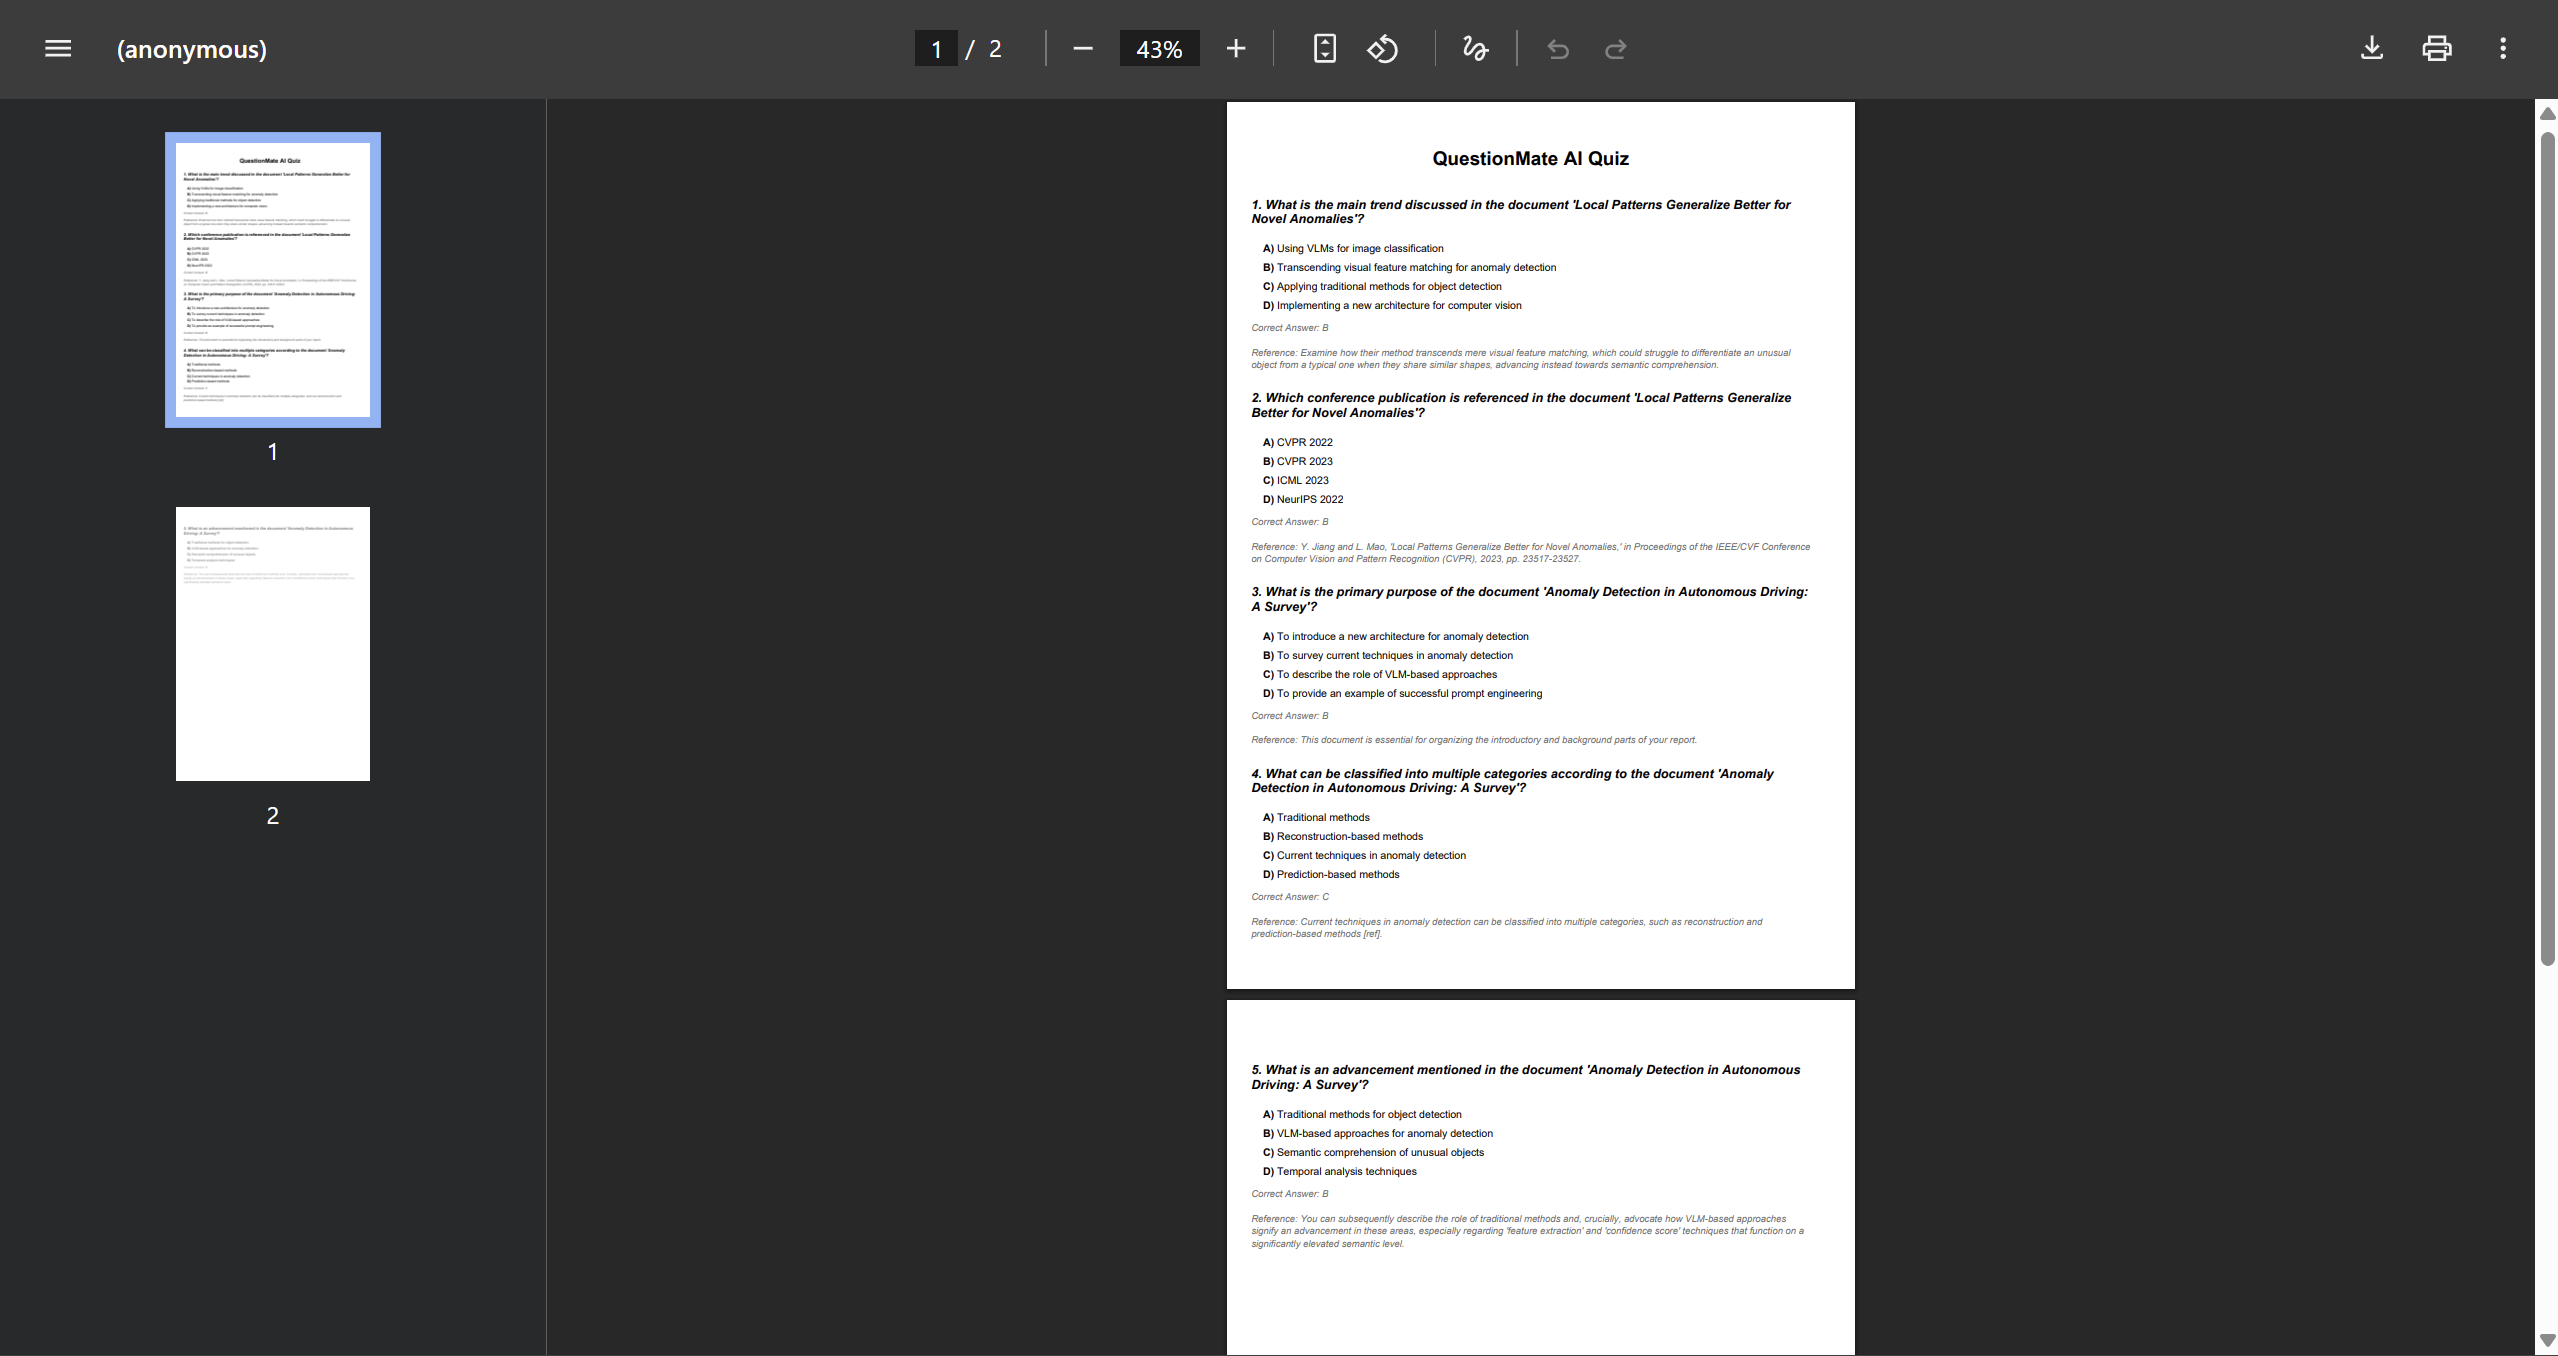 (anonymous)
1 / 2
43%
1
2
QuestionMate AI Quiz
1. What is the main trend discussed in the document 'Local Patterns Generalize Better for
Novel Anomalies'?
A) Using VLMs for image classification
B) Transcending visual feature matching for anomaly detection
C) Applying traditional methods for object detection
D) Implementing a new architecture for computer vision
Correct Answer: B
Reference: Examine how their method transcends mere visual feature matching, which could struggle to differentiate an unusual
object from a typical one when they share similar shapes, advancing instead towards semantic comprehension.
2. Which conference publication is referenced in the document 'Local Patterns Generalize
Better for Novel Anomalies'?
A) CVPR 2022
B) CVPR 2023
C) ICML 2023
D) NeurIPS 2022
Correct Answer: B
Reference: Y. Jiang and L. Mao, 'Local Patterns Generalize Better for Novel Anomalies,' in Proceedings of the IEEE/CVF Conference
on Computer Vision and Pattern Recognition (CVPR), 2023, pp. 23517-23527.
3. What is the primary purpose of the document 'Anomaly Detection in Autonomous Driving:
A Survey'?
A) To introduce a new architecture for anomaly detection
B) To survey current techniques in anomaly detection
C) To describe the role of VLM-based approaches
D) To provide an example of successful prompt engineering
Correct Answer: B
Reference: This document is essential for organizing the introductory and background parts of your report.
4. What can be classified into multiple categories according to the document 'Anomaly
Detection in Autonomous Driving: A Survey'?
A) Traditional methods
B) Reconstruction-based methods
C) Current techniques in anomaly detection
D) Prediction-based methods
Correct Answer: C
Reference: Current techniques in anomaly detection can be classified into multiple categories, such as reconstruction and
prediction-based methods [ref].
5. What is an advancement mentioned in the document 'Anomaly Detection in Autonomous
Driving: A Survey'?
A) Traditional methods for object detection
B) VLM-based approaches for anomaly detection
C) Semantic comprehension of unusual objects
D) Temporal analysis techniques
Correct Answer: B
Reference: You can subsequently describe the role of traditional methods and, crucially, advocate how VLM-based approaches
signify an advancement in these areas, especially regarding 'feature extraction' and 'confidence score' techniques that function on a
significantly elevated semantic level.